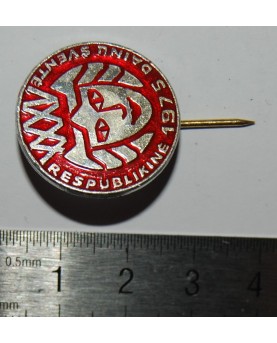 RESPUBLIKINĖ 1975 DAINŲ ŠVENTĖ
0.5mm 1 2 3 4
mm